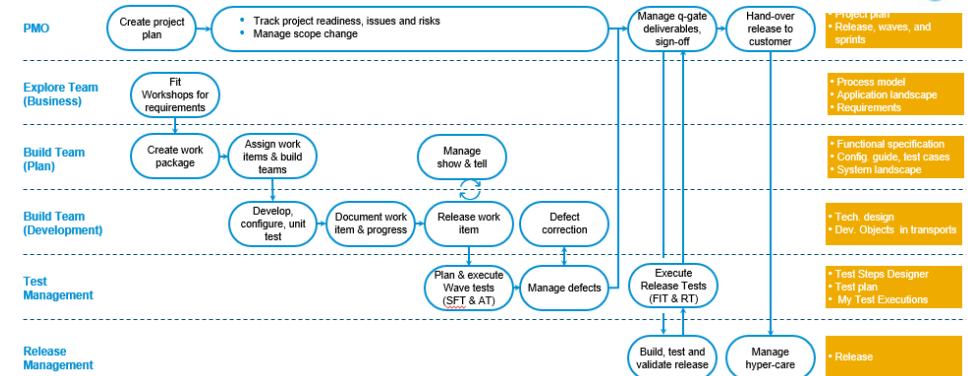 PMO
Create project
plan
• Track project readiness, issues and risks
• Manage scope change
Manage q-gate
deliverables,
sign-off
Hand-over
release to
customer
• Project plan
• Release, waves, and
sprints
Explore Team
(Business)
Fit
Workshops for
requirements
• Process model
• Application landscape
• Requirements
Build Team
(Plan)
Create work
package
Assign work
items & build
teams
Manage
show & tell
• Functional specification
• Config. guide, test cases
• System landscape
Build Team
(Development)
Develop,
configure, unit
test
Document work
item & progress
Release work
item
Defect
correction
• Tech. design
• Dev. Objects in transports
Test
Management
Plan & execute
Wave tests
(SFT & AT)
Manage defects
Execute
Release Tests
(FIT & RT)
• Test Steps Designer
• Test plan
• My Test Executions
Release
Management
Build, test and
validate release
Manage
hyper-care
• Release